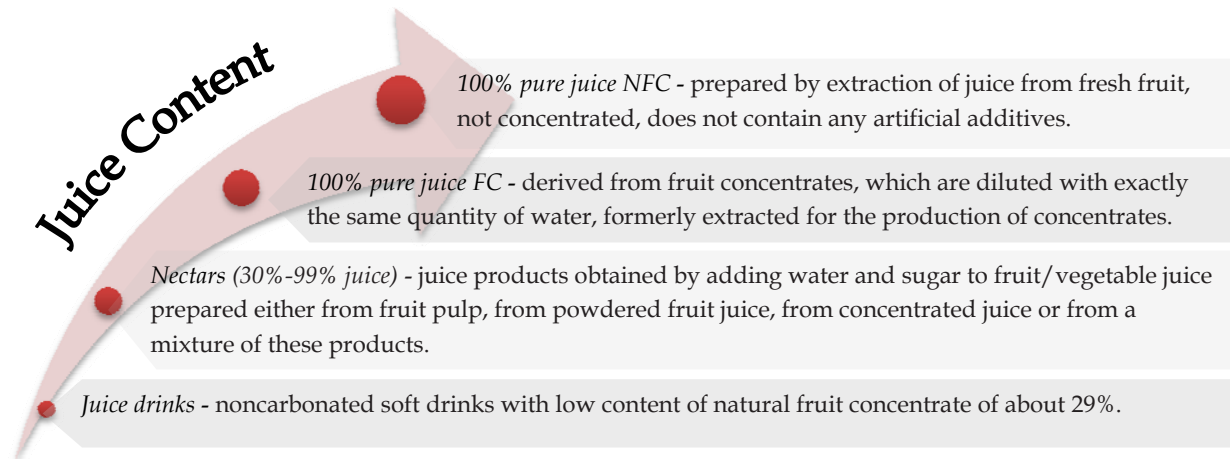 Juice Content
100% pure juice NFC - prepared by extraction of juice from fresh fruit,
not concentrated, does not contain any artificial additives.
100% pure juice FC - derived from fruit concentrates, which are diluted with exactly
the same quantity of water, formerly extracted for the production of concentrates.
Nectars (30%-99% juice) - juice products obtained by adding water and sugar to fruit/vegetable juice
prepared either from fruit pulp, from powdered fruit juice, from concentrated juice or from a
mixture of these products.
Juice drinks - noncarbonated soft drinks with low content of natural fruit concentrate of about 29%.